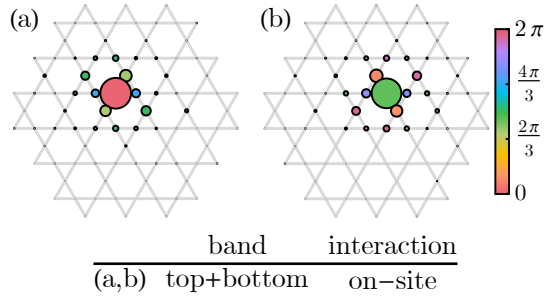 (a)
(b)
2π
4π/3
2π/3
0
band interaction
(a,b) top+bottom on−site